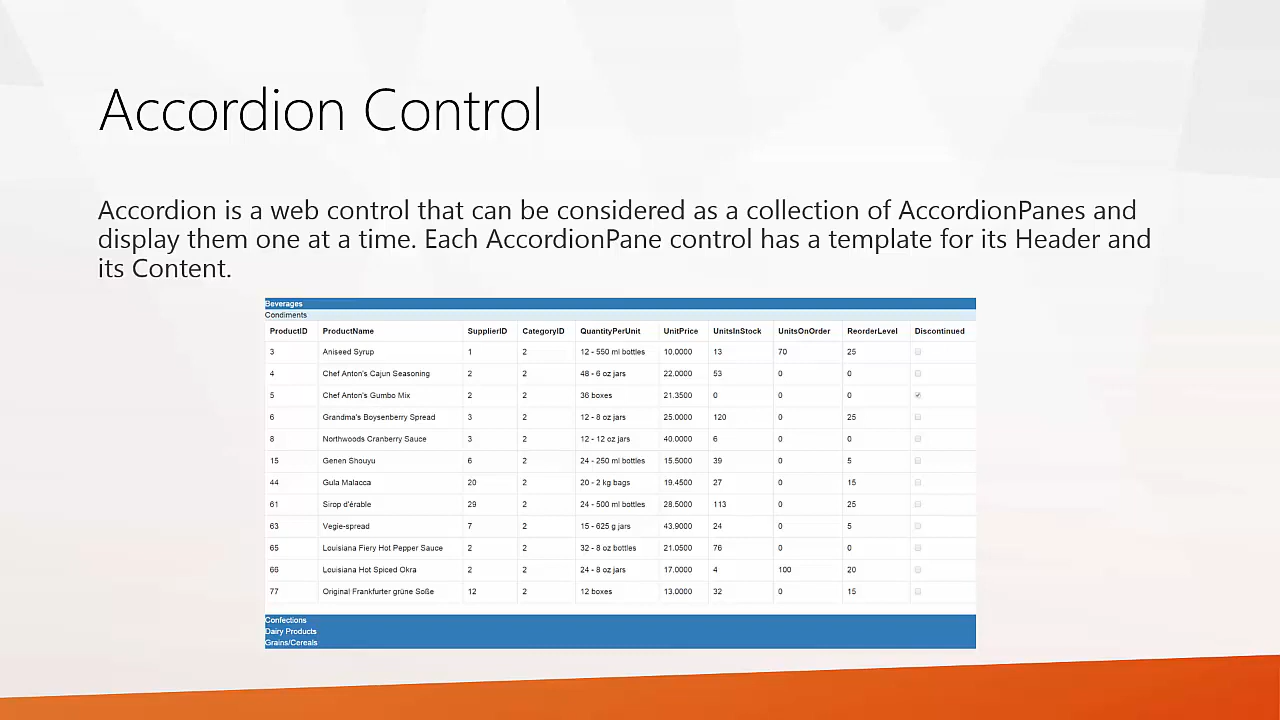 Accordion Control
Accordion is a web control that can be considered as a collection of AccordionPanes and
display them one at a time. Each AccordionPane control has a template for its Header and
its Content.
Beverages
Condiments
ProductID ProductName SupplierID CategoryID QuantityPerUnit UnitPrice UnitsInStock UnitsOnOrder ReorderLevel Discontinued
3 Aniseed Syrup 1 2 12 - 550 ml bottles 10.0000 13 70 25
4 Chef Anton's Cajun Seasoning 2 2 48 - 6 oz jars 22.0000 53 0 0
5 Chef Anton's Gumbo Mix 2 2 36 boxes 21.3500 0 0 0
6 Grandma's Boysenberry Spread 3 2 12 - 8 oz jars 25.0000 120 0 25
8 Northwoods Cranberry Sauce 3 2 12 - 12 oz jars 40.0000 6 0 0
15 Genen Shouyu 6 2 24 - 250 ml bottles 15.5000 39 0 5
44 Gula Malacca 20 2 20 - 2 kg bags 19.4500 27 0 15
61 Sirop d'érable 29 2 24 - 500 ml bottles 28.5000 113 0 25
63 Vegie-spread 7 2 15 - 625 g jars 43.9000 24 0 5
65 Louisiana Fiery Hot Pepper Sauce 2 2 32 - 8 oz bottles 21.0500 76 0 0
66 Louisiana Hot Spiced Okra 2 2 24 - 8 oz jars 17.0000 4 100 20
77 Original Frankfurter grüne Soße 12 2 12 boxes 13.0000 32 0 15
Confections
Dairy Products
Grains/Cereals